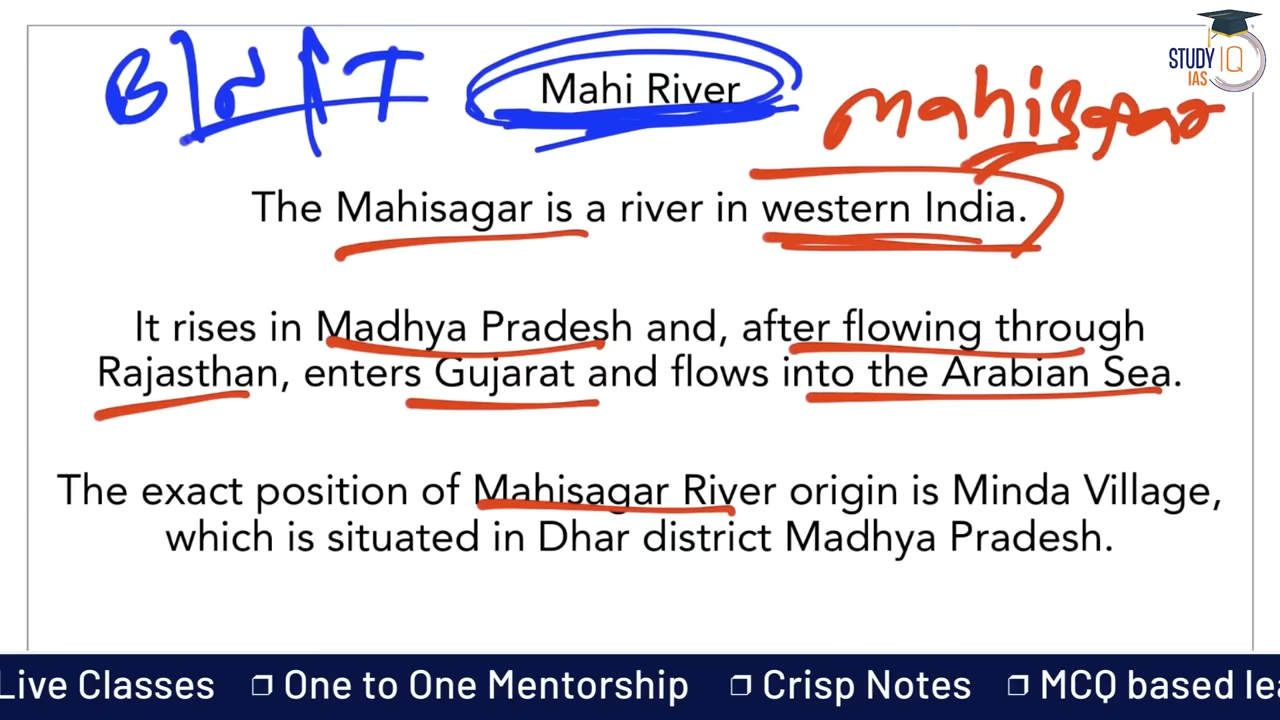 STUDY IQ
IAS
Mahi River
Mahisagar
The Mahisagar is a river in western India.
It rises in Madhya Pradesh and, after flowing through
Rajasthan, enters Gujarat and flows into the Arabian Sea.
The exact position of Mahisagar River origin is Minda Village,
which is situated in Dhar district Madhya Pradesh.
Live Classes ❐ One to One Mentorship ❐ Crisp Notes ❐ MCQ based lea